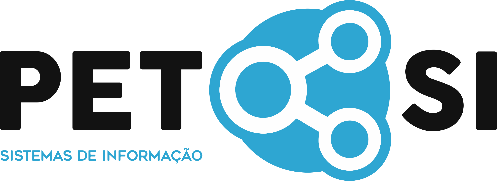 PET SI
SISTEMAS DE INFORMAÇÃO